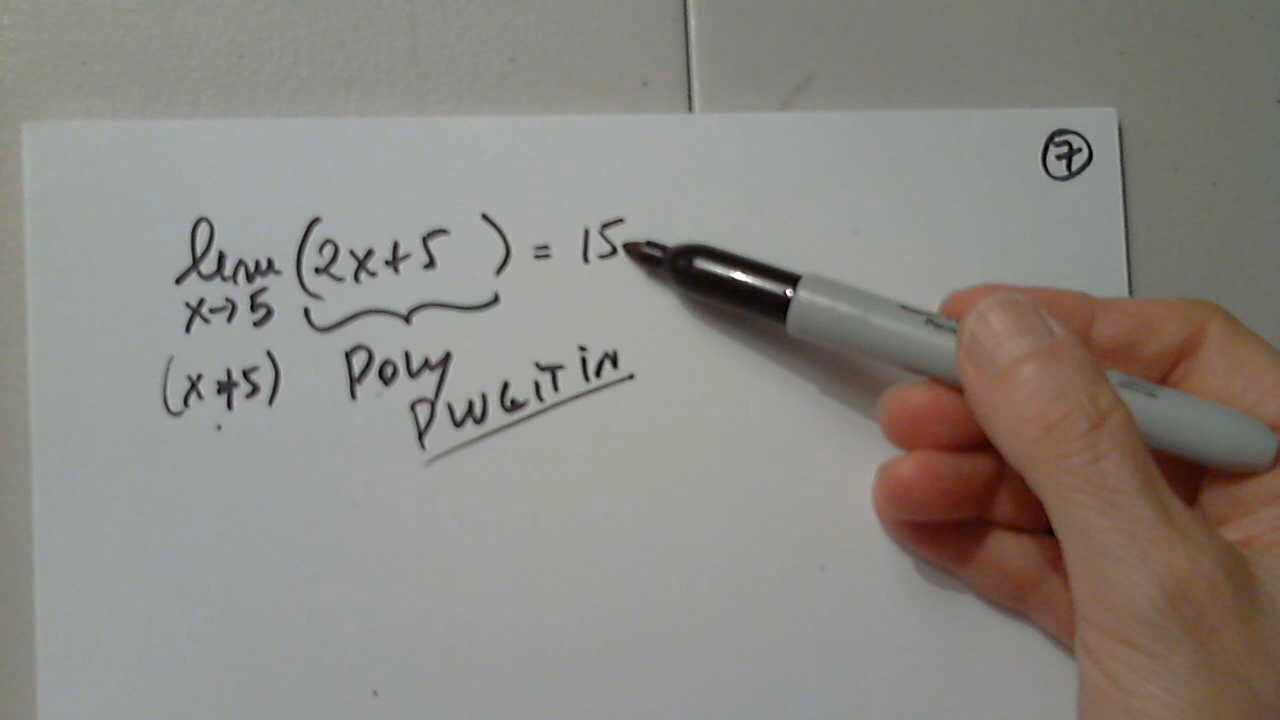 7
lim (2x+5) = 15
x→5
(x≠5) Poly
PLUG IT IN